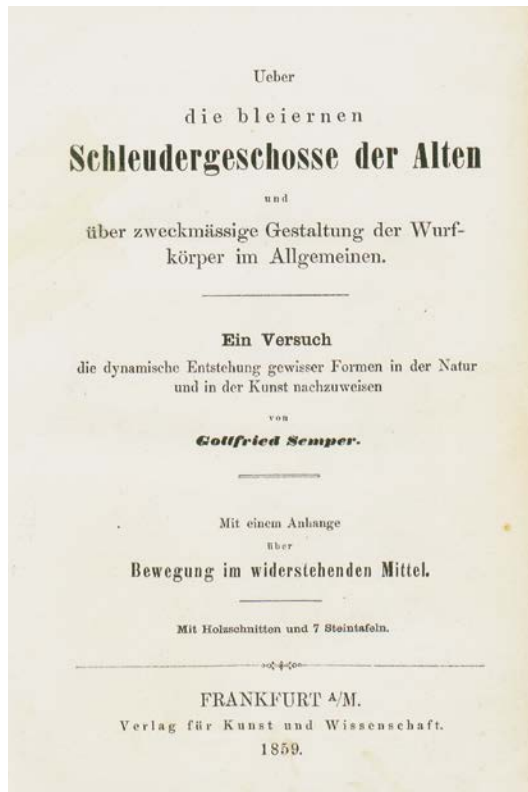 Ueber
die bleiernen
Schleudergeschosse der Alten
und
über zweckmässige Gestaltung der Wurf-
körper im Allgemeinen.
Ein Versuch
die dynamische Entstehung gewisser Formen in der Natur
und in der Kunst nachzuweisen
von
Gottfried Semper.
Mit einem Anhange
über
Bewegung im widerstehenden Mittel.
Mit Holzschnitten und 7 Steintafeln.
FRANKFURT A/M.
Verlag für Kunst und Wissenschaft.
1859.